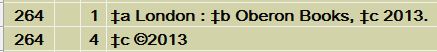 264 1 ‡a London : ‡b Oberon Books, ‡c 2013.
264 4 ‡c ©2013